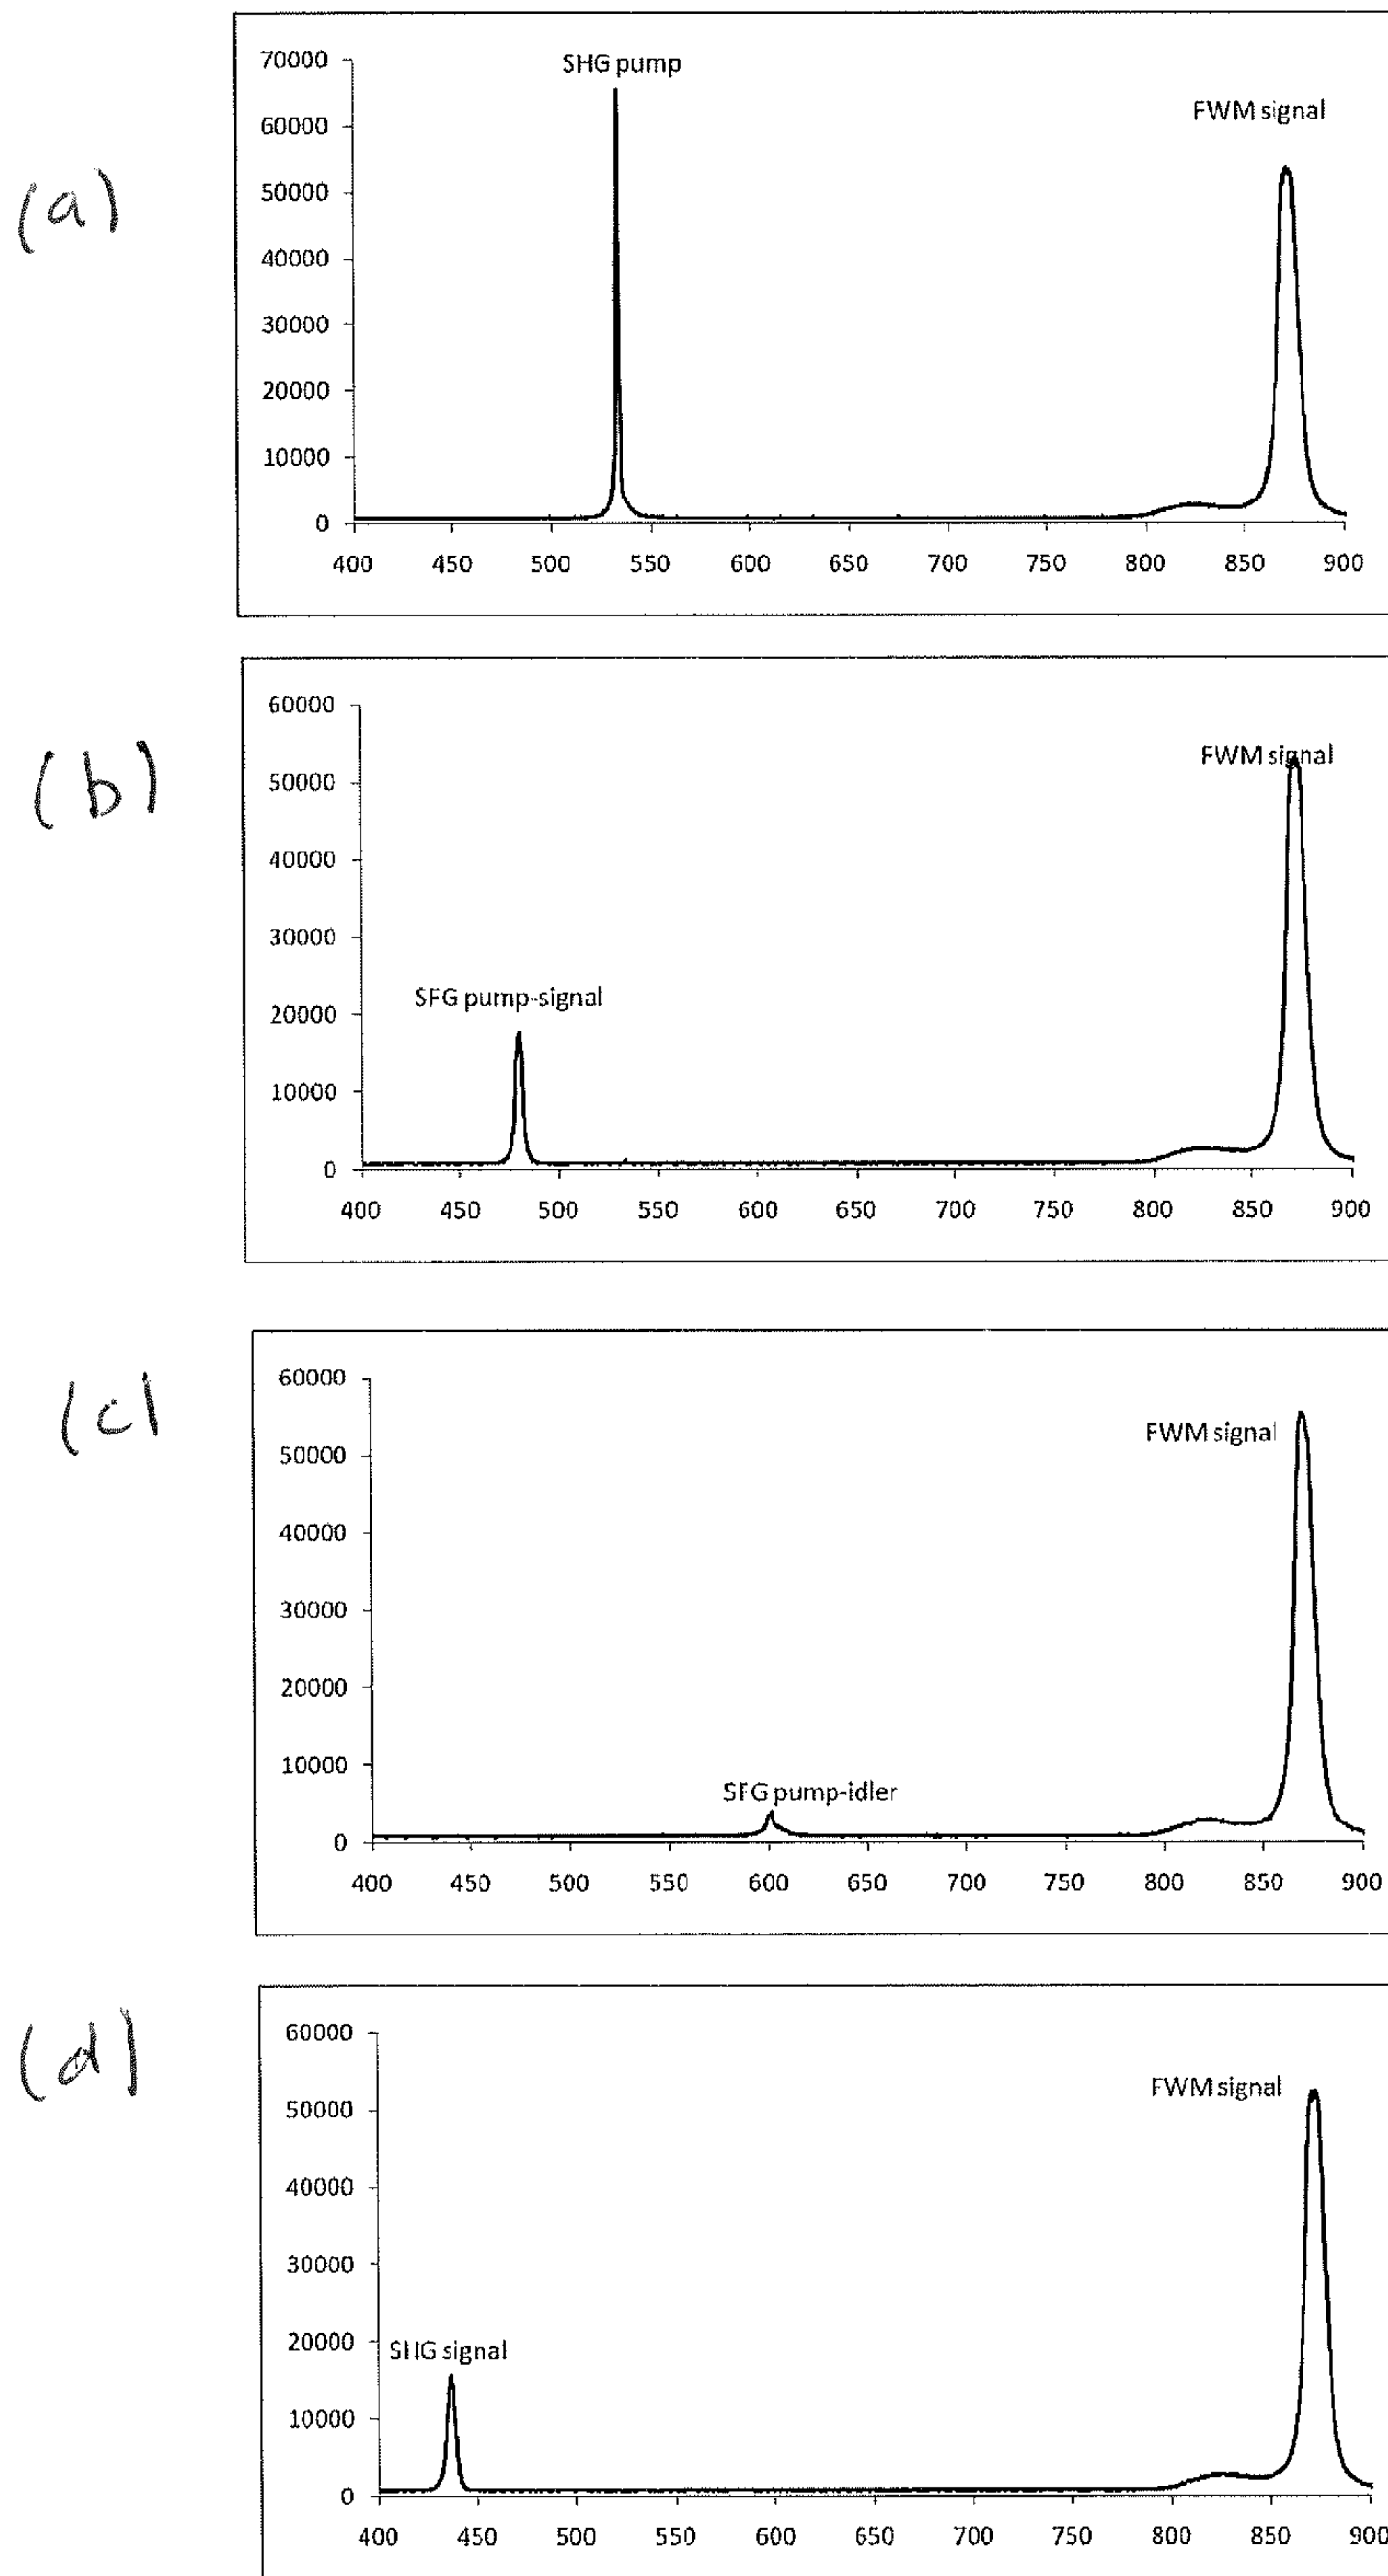 (a)
70000
SHG pump
60000
FWM signal
50000
40000
30000
20000
10000
0
400 450 500 550 600 650 700 750 800 850 900
(b)
60000
FWM signal
50000
40000
30000
20000
SFG pump-signal
10000
0
400 450 500 550 600 650 700 750 800 850 900
(c)
60000
FWM signal
50000
40000
30000
20000
10000
SFG pump-idler
0
400 450 500 550 600 650 700 750 800 850 900
(d)
60000
FWM signal
50000
40000
30000
20000
SHG signal
10000
0
400 450 500 550 600 650 700 750 800 850 900